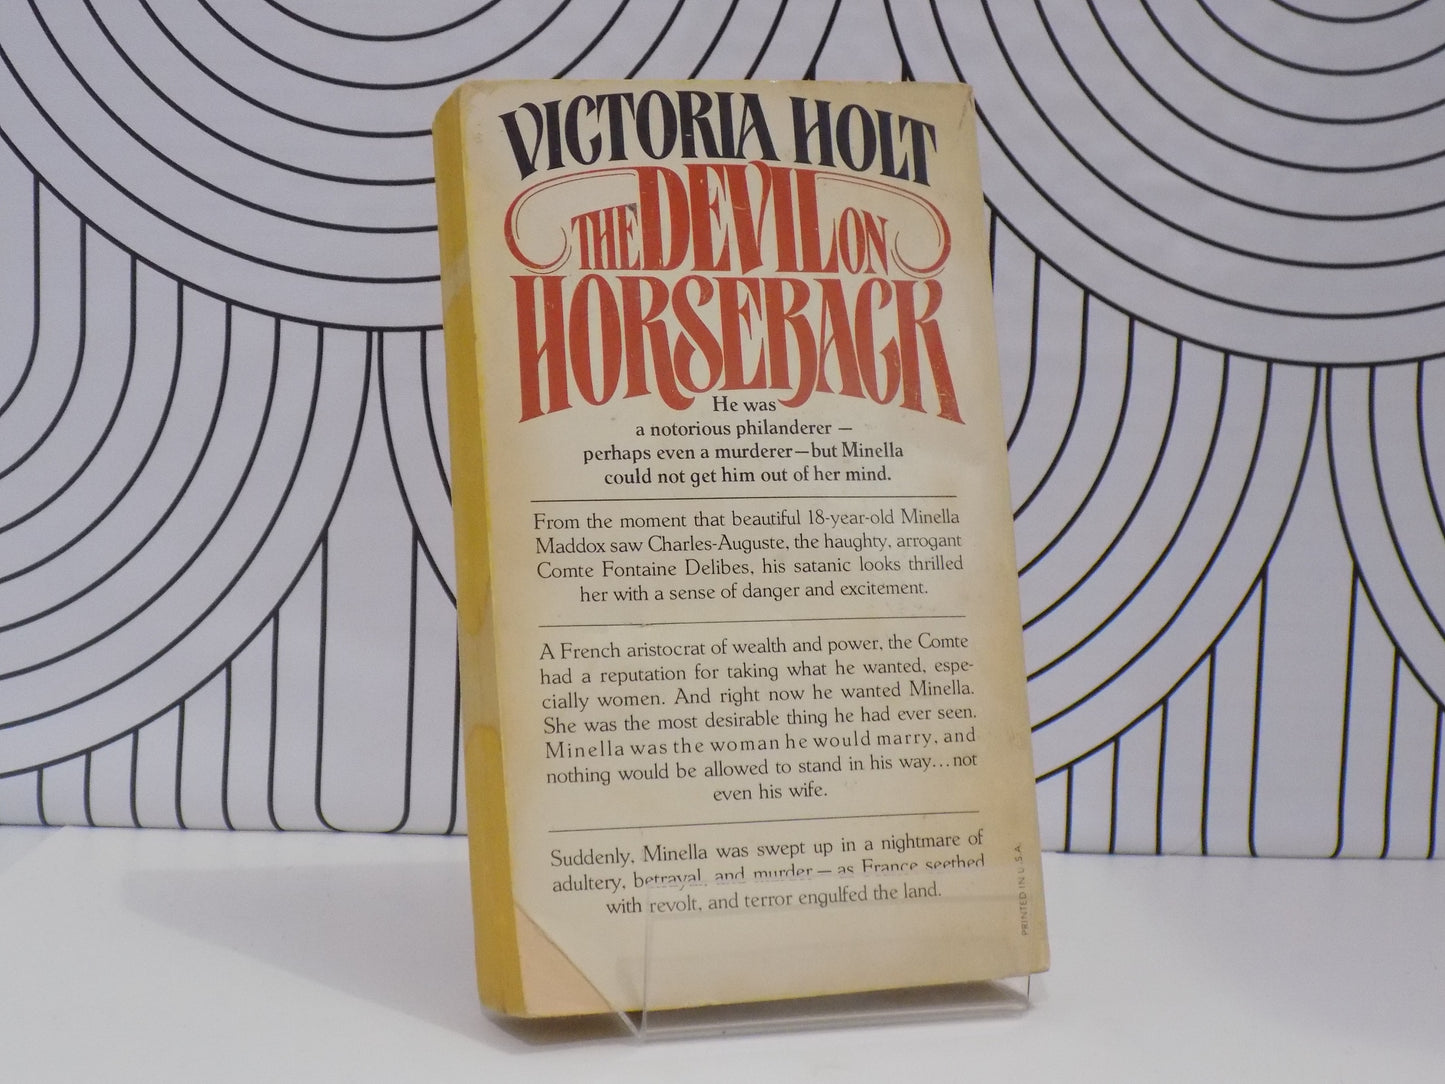 VICTORIA HOLT
THE DEVIL ON
HORSEBACK
He was
a notorious philanderer —
perhaps even a murderer—but Minella
could not get him out of her mind.
From the moment that beautiful 18-year-old Minella
Maddox saw Charles-Auguste, the haughty, arrogant
Comte Fontaine Delibes, his satanic looks thrilled
her with a sense of danger and excitement.
A French aristocrat of wealth and power, the Comte
had a reputation for taking what he wanted, espe-
cially women. And right now he wanted Minella.
She was the most desirable thing he had ever seen.
Minella was the woman he would marry, and
nothing would be allowed to stand in his way...not
even his wife.
Suddenly, Minella was swept up in a nightmare of
adultery, betrayal, and murder — as France seethed
with revolt, and terror engulfed the land.
PRINTED IN U.S.A.